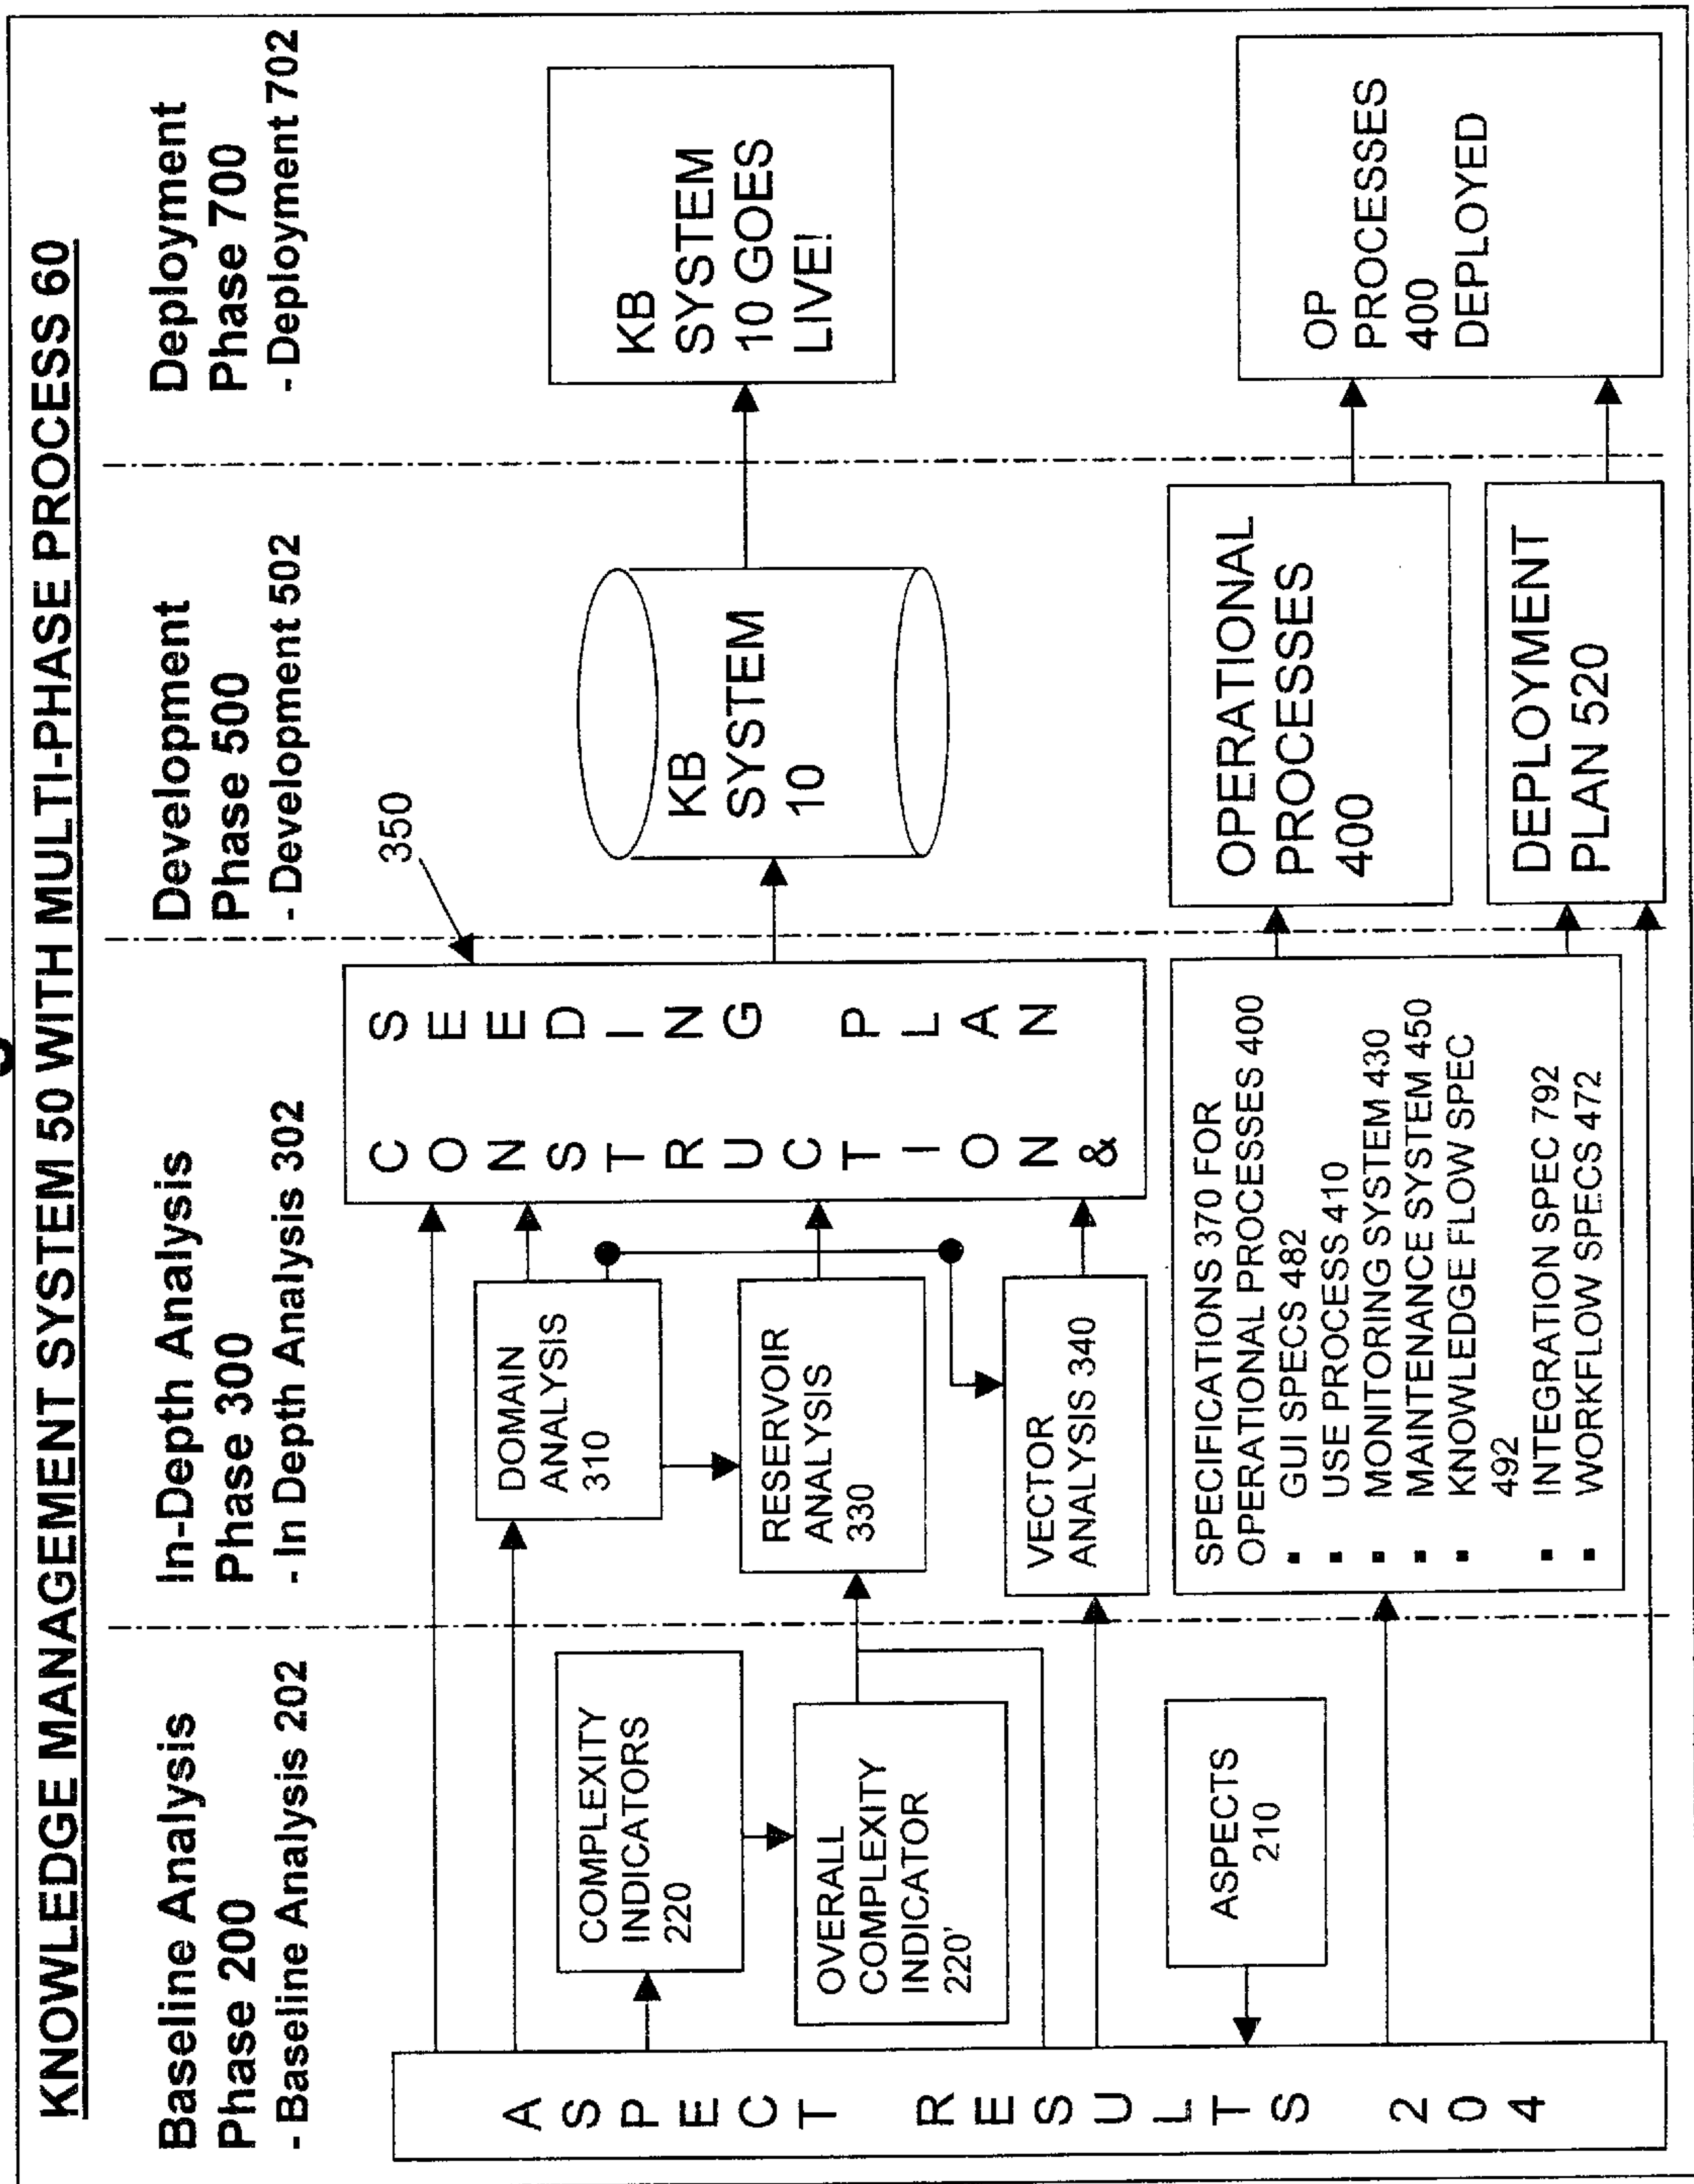 KNOWLEDGE MANAGEMENT SYSTEM 50 WITH MULTI-PHASE PROCESS 60
Baseline Analysis
Phase 200
- Baseline Analysis 202
In-Depth Analysis
Phase 300
- In Depth Analysis 302
Development
Phase 500
- Development 502
Deployment
Phase 700
- Deployment 702
ASPECT RESULTS 204
COMPLEXITY
INDICATORS
220
OVERALL
COMPLEXITY
INDICATOR
220'
ASPECTS
210
DOMAIN
ANALYSIS
310
RESERVOIR
ANALYSIS
330
VECTOR
ANALYSIS 340
CONSTRUCTION &
SEEDING PLAN
350
SPECIFICATIONS 370 FOR
OPERATIONAL PROCESSES 400
▪ GUI SPECS 482
▪ USE PROCESS 410
▪ MONITORING SYSTEM 430
▪ MAINTENANCE SYSTEM 450
▪ KNOWLEDGE FLOW SPEC
492
▪ INTEGRATION SPEC 792
▪ WORKFLOW SPECS 472
KB
SYSTEM
10
OPERATIONAL
PROCESSES
400
DEPLOYMENT
PLAN 520
KB
SYSTEM
10 GOES
LIVE!
OP
PROCESSES
400
DEPLOYED